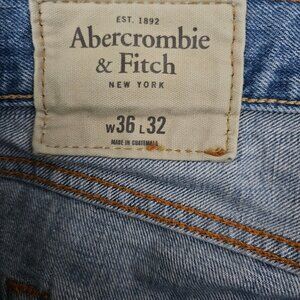 EST. 1892
Abercrombie
& Fitch
NEW YORK
W36 L32
MADE IN GUATEMALA